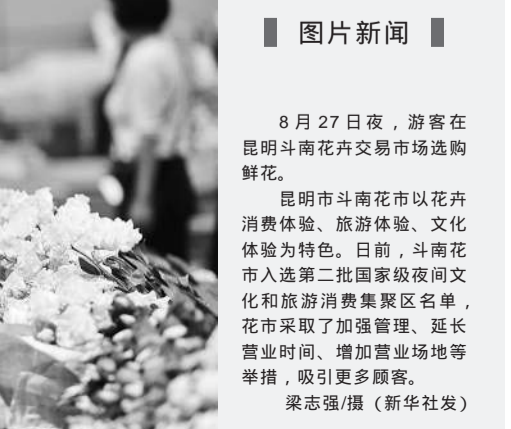 图片新闻
8月27日夜，游客在
昆明斗南花卉交易市场选购
鲜花。
昆明市斗南花市以花卉
消费体验、旅游体验、文化
体验为特色。日前，斗南花
市入选第二批国家级夜间文
化和旅游消费集聚区名单，
花市采取了加强管理、延长
营业时间、增加营业场地等
举措，吸引更多顾客。
梁志强/摄（新华社发）